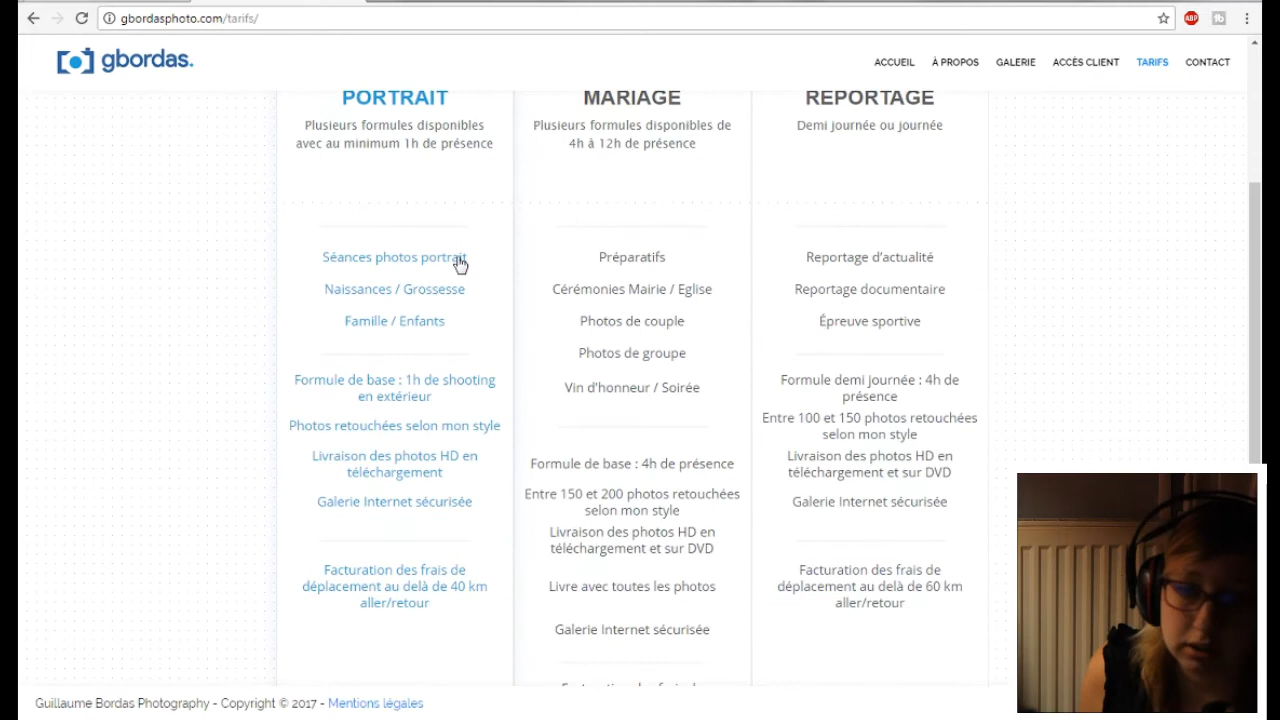 gbordasphoto.com/tarifs/
ABP
gbordas.
ACCUEIL
À PROPOS
GALERIE
ACCÈS CLIENT
TARIFS
CONTACT
PORTRAIT
Plusieurs formules disponibles
avec au minimum 1h de présence
Séances photos portrait
Naissances / Grossesse
Famille / Enfants
Formule de base : 1h de shooting
en extérieur
Photos retouchées selon mon style
Livraison des photos HD en
téléchargement
Galerie Internet sécurisée
Facturation des frais de
déplacement au delà de 40 km
aller/retour
MARIAGE
Plusieurs formules disponibles de
4h à 12h de présence
Préparatifs
Cérémonies Mairie / Eglise
Photos de couple
Photos de groupe
Vin d'honneur / Soirée
Formule de base : 4h de présence
Entre 150 et 200 photos retouchées
selon mon style
Livraison des photos HD en
téléchargement et sur DVD
Livre avec toutes les photos
Galerie Internet sécurisée
REPORTAGE
Demi journée ou journée
Reportage d'actualité
Reportage documentaire
Épreuve sportive
Formule demi journée : 4h de
présence
Entre 100 et 150 photos retouchées
selon mon style
Livraison des photos HD en
téléchargement et sur DVD
Galerie Internet sécurisée
Facturation des frais de
déplacement au delà de 60 km
aller/retour
Guillaume Bordas Photography - Copyright © 2017 - Mentions légales